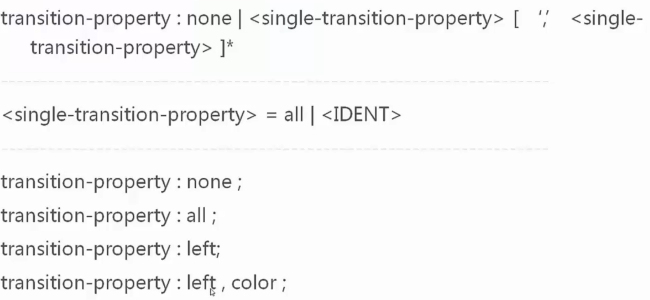 transition-property : none | <single-transition-property> [ ‘,’ <single-
transition-property> ]*
<single-transition-property> = all | <IDENT>
transition-property : none ;
transition-property : all ;
transition-property : left;
transition-property : left , color ;